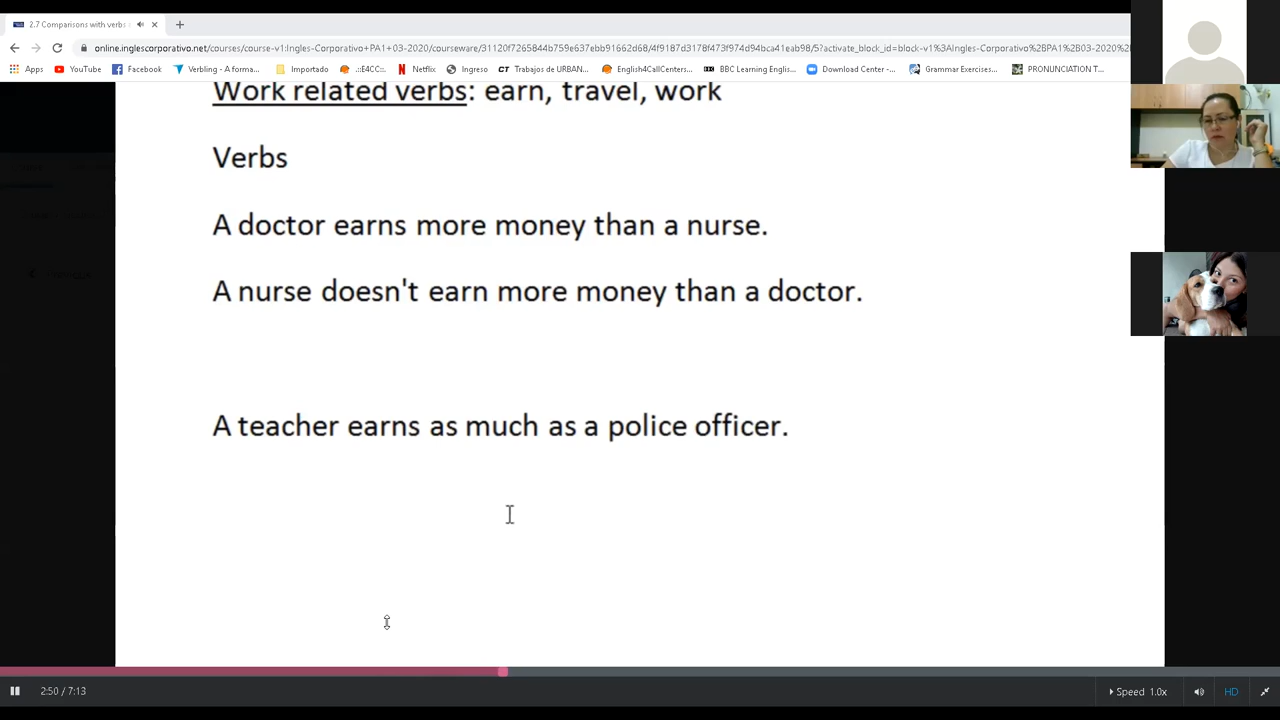 2.7 Comparisons with verbs
online.inglescorporativo.net/courses/course-v1:Ingles-Corporativo+PA1+03-2020/courseware/31120f7265844b759e637ebb91662d68/4f9187d3178f473f974d94bca41eab98/5?activate_block_id=block-v1%3AIngles-Corporativo%2BPA1%2B03-2020%
Apps YouTube Facebook Verbling - A forma... Importado .::E4CC::. Netflix Ingreso Trabajos de URBAN... English4CallCenters... BBC Learning Englis... Download Center -... Grammar Exercises... PRONUNCIATION T...
Work related verbs: earn, travel, work
Verbs
A doctor earns more money than a nurse.
A nurse doesn't earn more money than a doctor.
A teacher earns as much as a police officer.
2:50 / 7:13 Speed 1.0x HD